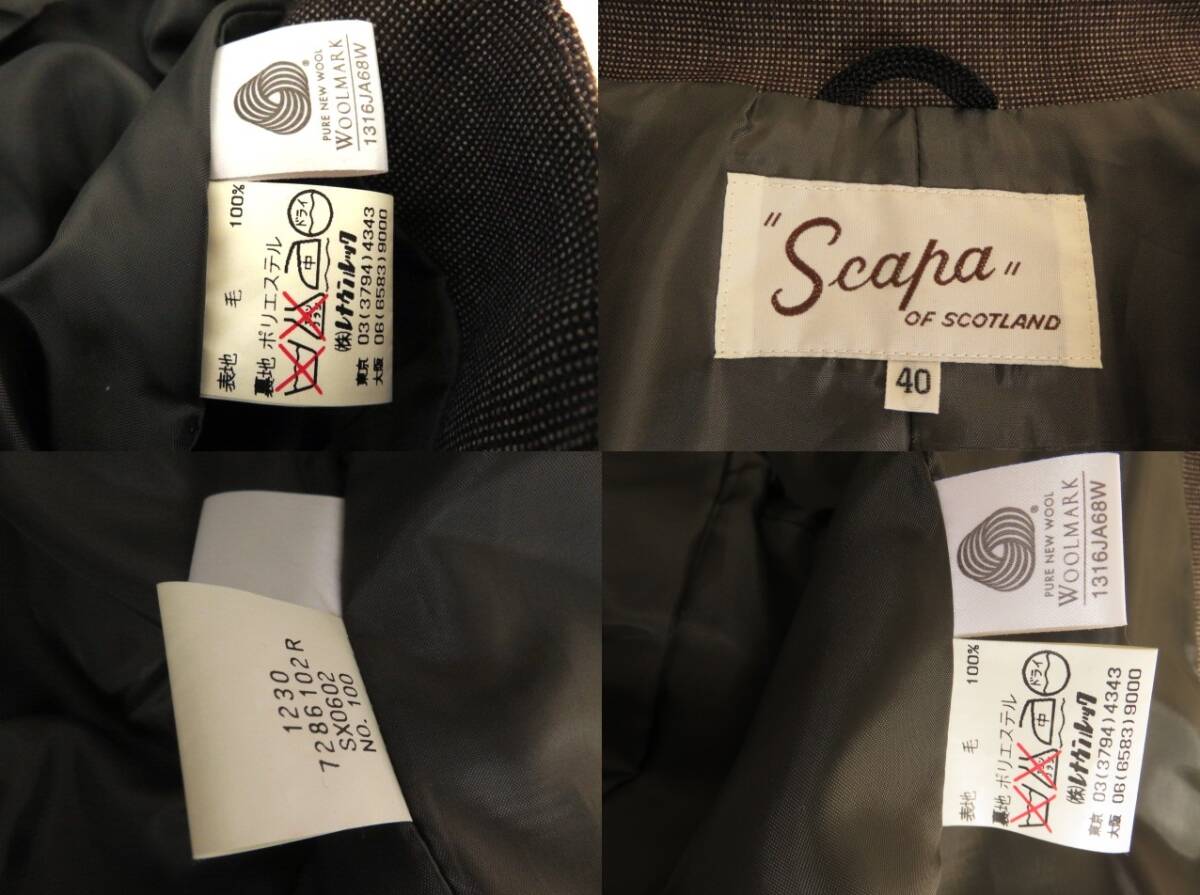 PURE NEW WOOL
WOOLMARK
1316JA68W
表地 毛 100%
裏地 ポリエステル
中
ドライ
(株)レナウンルック
東京 03(3794)4343
大阪 06(6583)9000
"Scapa"
OF SCOTLAND
40
1230
7286102R
SX0602
NO. 100
PURE NEW WOOL
WOOLMARK
1316JA68W
表地 毛 100%
裏地 ポリエステル
中
ドライ
(株)レナウンルック
東京 03(3794)4343
大阪 06(6583)9000